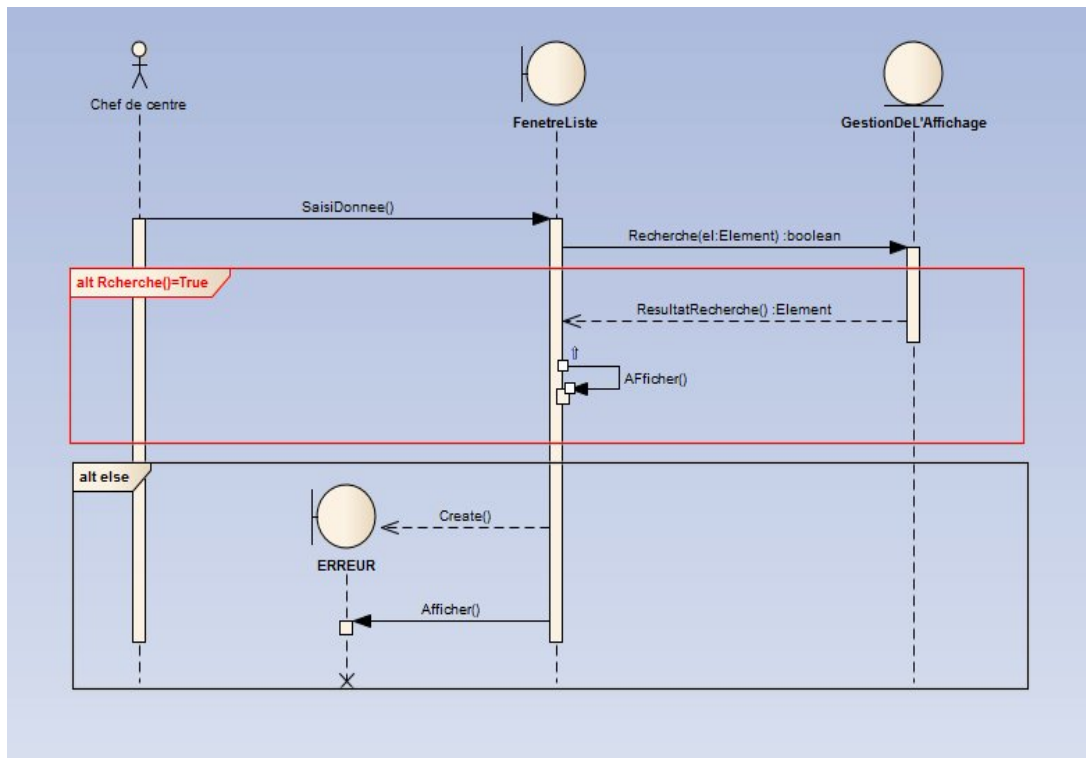 Chef de centre
FenetreListe
GestionDeL'Affichage
SaisiDonnee()
Recherche(el:Element) :boolean
alt Rcherche()=True
ResultatRecherche() :Element
AFficher()
alt else
Create()
ERREUR
Afficher()